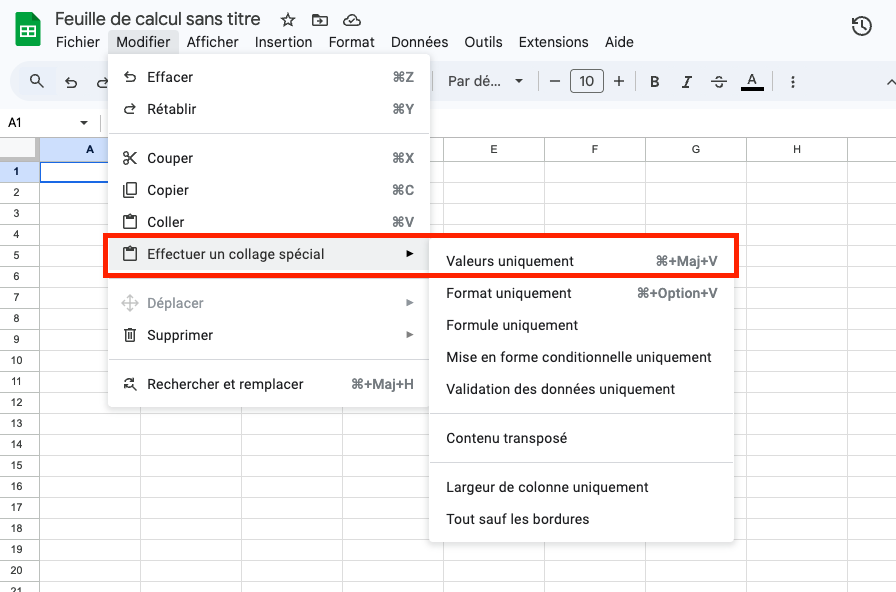 Feuille de calcul sans titre
Fichier Modifier Afficher Insertion Format Données Outils Extensions Aide
Par dé... 10 B I S A
A1
A E F G H
Effacer ⌘Z
Rétablir ⌘Y
Couper ⌘X
Copier ⌘C
Coller ⌘V
Effectuer un collage spécial
Déplacer
Supprimer
Rechercher et remplacer ⌘+Maj+H
Valeurs uniquement ⌘+Maj+V
Format uniquement ⌘+Option+V
Formule uniquement
Mise en forme conditionnelle uniquement
Validation des données uniquement
Contenu transposé
Largeur de colonne uniquement
Tout sauf les bordures
1
2
3
4
5
6
7
8
9
10
11
12
13
14
15
16
17
18
19
20
21